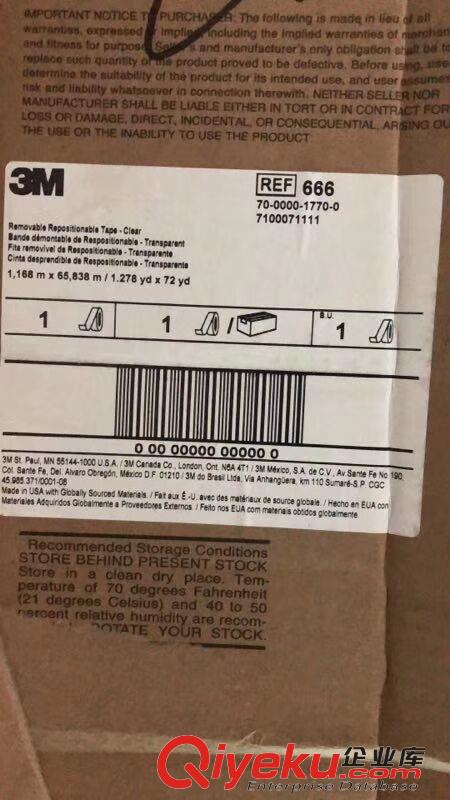 IMPORTANT NOTICE TO PURCHASER: The following is made in lieu of all
warranties, expressed or implied, including the implied warranties of
and fitness for purpose. Seller's and manufacturer's only obligation shall be to
replace such quantity of the product proved to be defective. Before using, user
determine the suitability of the product for its intended use, and user assumes
risk and liability whatsoever in connection therewith. NEITHER SELLER NOR
MANUFACTURER SHALL BE LIABLE EITHER IN TORT OR IN CONTRACT FOR
LOSS OR DAMAGE, DIRECT, INCIDENTAL, OR CONSEQUENTIAL, ARISING
THE USE OR THE INABILITY TO USE THE PRODUCT
3M
REF 666
70-0000-1770-0
7100071111
Removable Repositionable Tape - Clear
Bande démontable de Respositionable - Transparent
Fita removivel de Respositionable - Transparente
Cinta desprendible de Respositionable - Transparente
1,168 m x 65,838 m / 1.278 yd x 72 yd
1 1 / B.U. 1
0 00 00000 00000 0
3M St. Paul, MN 55144-1000 U.S.A. / 3M Canada Co., London, Ont. N6A 4T1 / 3M México, S.A. de C.V., Av Santa Fe No 190,
Col. Santa Fe, Del. Alvaro Obregón, México D.F. 01210 / 3M do Brasil Ltda, Via Anhangüera, km 110 Sumaré-S.P. CGC
45.985.371/0001-08
Made in USA with Globally Sourced Materials. / Fait aux É.-U. avec des matériaux de source globale. / Hecho en EUA con
Materiales Adquiridos Globalmente a Proveedores Externos. / Feito nos EUA com materiais obtidos globalmente.
Recommended Storage Conditions
STORE BEHIND PRESENT STOCK
Store in a clean dry place. Tem-
perature of 70 degrees Fahrenheit
(21 degrees Celsius) and 40 to 50
percent relative humidity are recom-
ROTATE YOUR STOCK.
Qiyeku.com 企业库
Enterprise Database